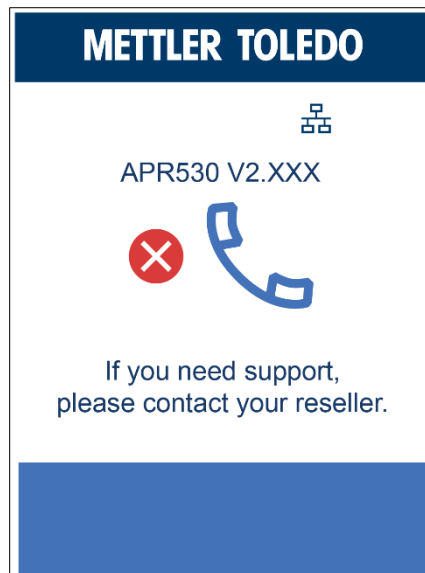 METTLER TOLEDO
APR530 V2.XXX
If you need support,
please contact your reseller.